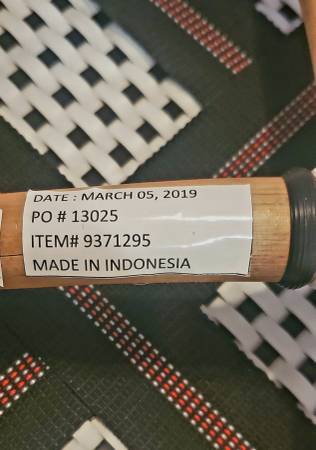 DATE : MARCH 05, 2019
PO # 13025
ITEM# 9371295
MADE IN INDONESIA